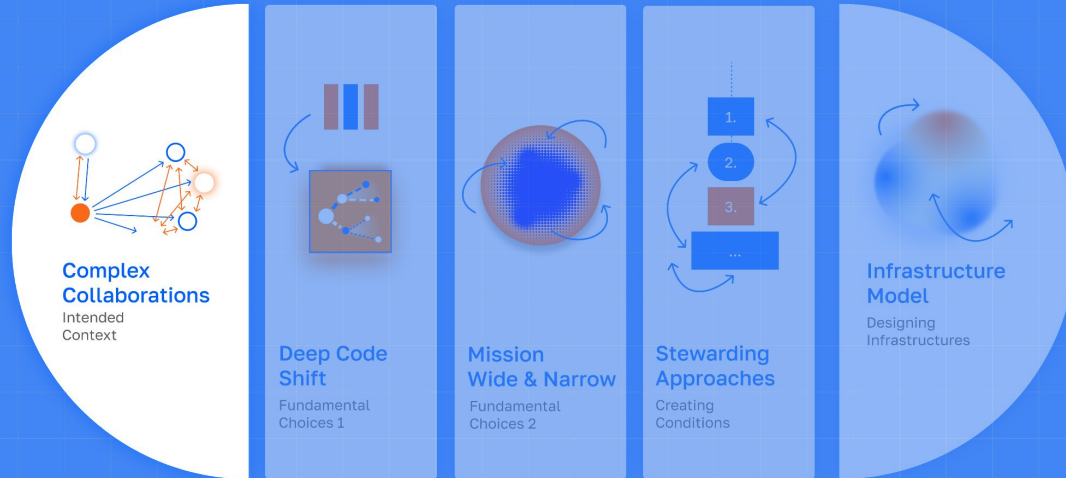 Complex
Collaborations
Intended
Context
Deep Code
Shift
Fundamental
Choices 1
Mission
Wide & Narrow
Fundamental
Choices 2
1.
2.
3.
...
Stewarding
Approaches
Creating
Conditions
Infrastructure
Model
Designing
Infrastructures